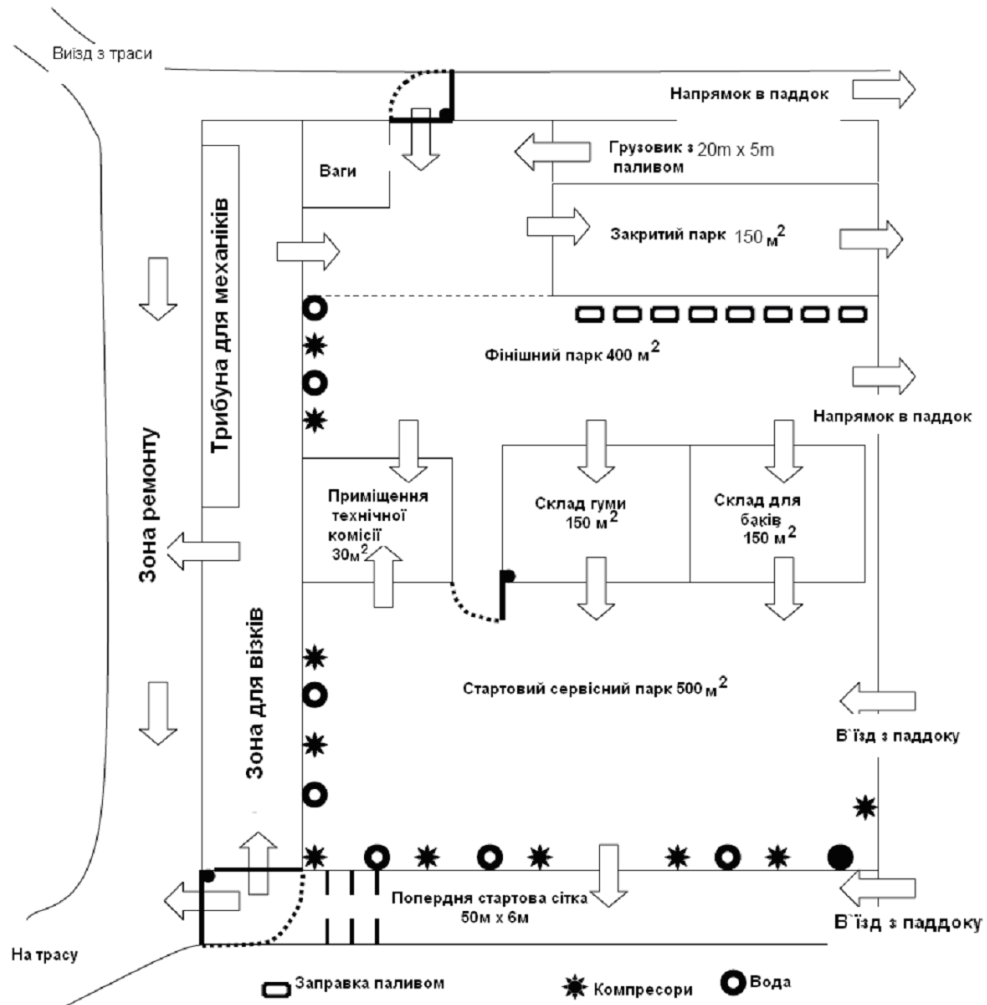 Виїзд з траси
Напрямок в паддок
Ваги
Грузовик з 20m x 5m
паливом
Закритий парк 150 м²
Трибуна для механіків
Фінішний парк 400 м²
Напрямок в паддок
Зона ремонту
Приміщення
технічної
комісії
30м²
Склад гуми
150 м²
Склад для
баків
150 м²
Зона для візків
Стартовий сервісний парк 500 м²
В`їзд з паддоку
Попердня стартова сітка
50м х 6м
В`їзд з паддоку
На трасу
Заправка паливом
Компресори
Вода